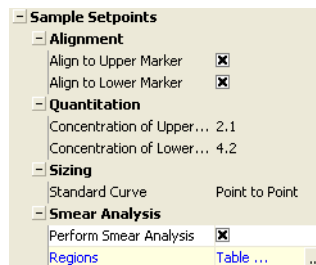 Sample Setpoints
Alignment
Align to Upper Marker
Align to Lower Marker
Quantitation
Concentration of Upper... 2.1
Concentration of Lower... 4.2
Sizing
Standard Curve Point to Point
Smear Analysis
Perform Smear Analysis
Regions Table ... ..